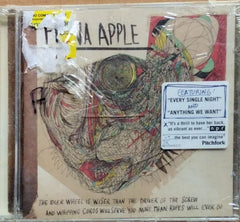 FIONA APPLE
FEATURING
"EVERY SINGLE NIGHT"
AND
"ANYTHING WE WANT"
"It's a thrill to have her back,
as vibrant as ever..." npr
"...the best you can imagine"
Pitchfork
THE IDLER WHEEL IS WISER THAN THE DRIVER OF THE SCREW
AND WHIPPING CORDS WILL SERVE YOU MORE THAN ROPES WILL EVER DO